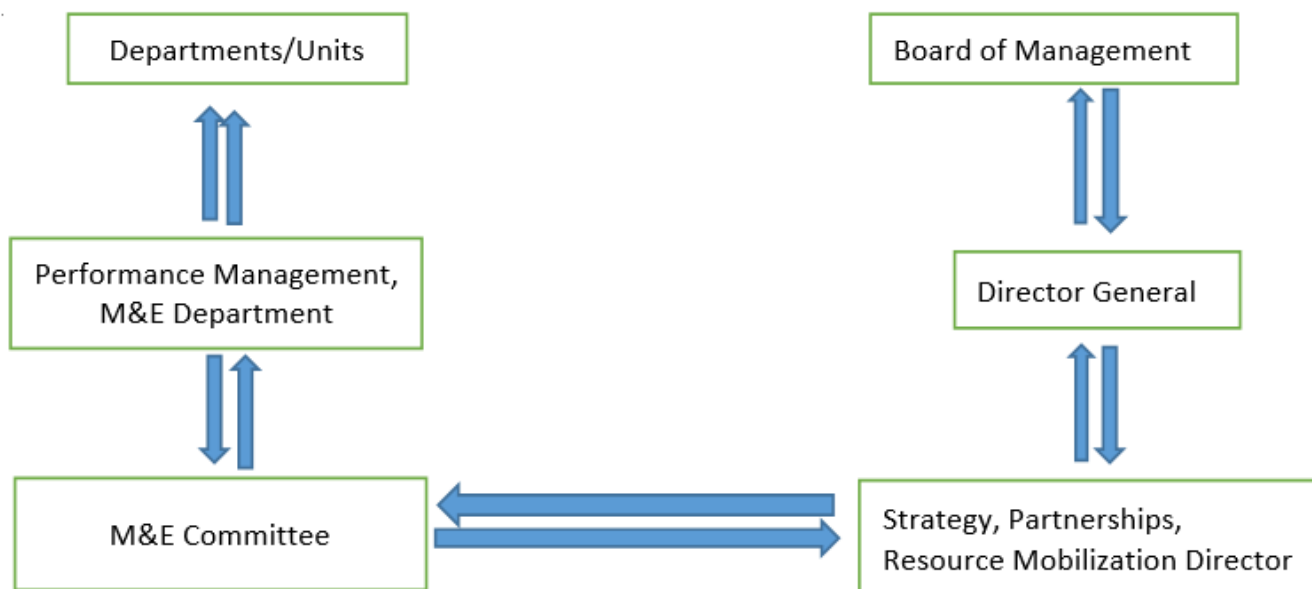 Departments/Units
Board of Management
Performance Management,
M&E Department
Director General
M&E Committee
Strategy, Partnerships,
Resource Mobilization Director